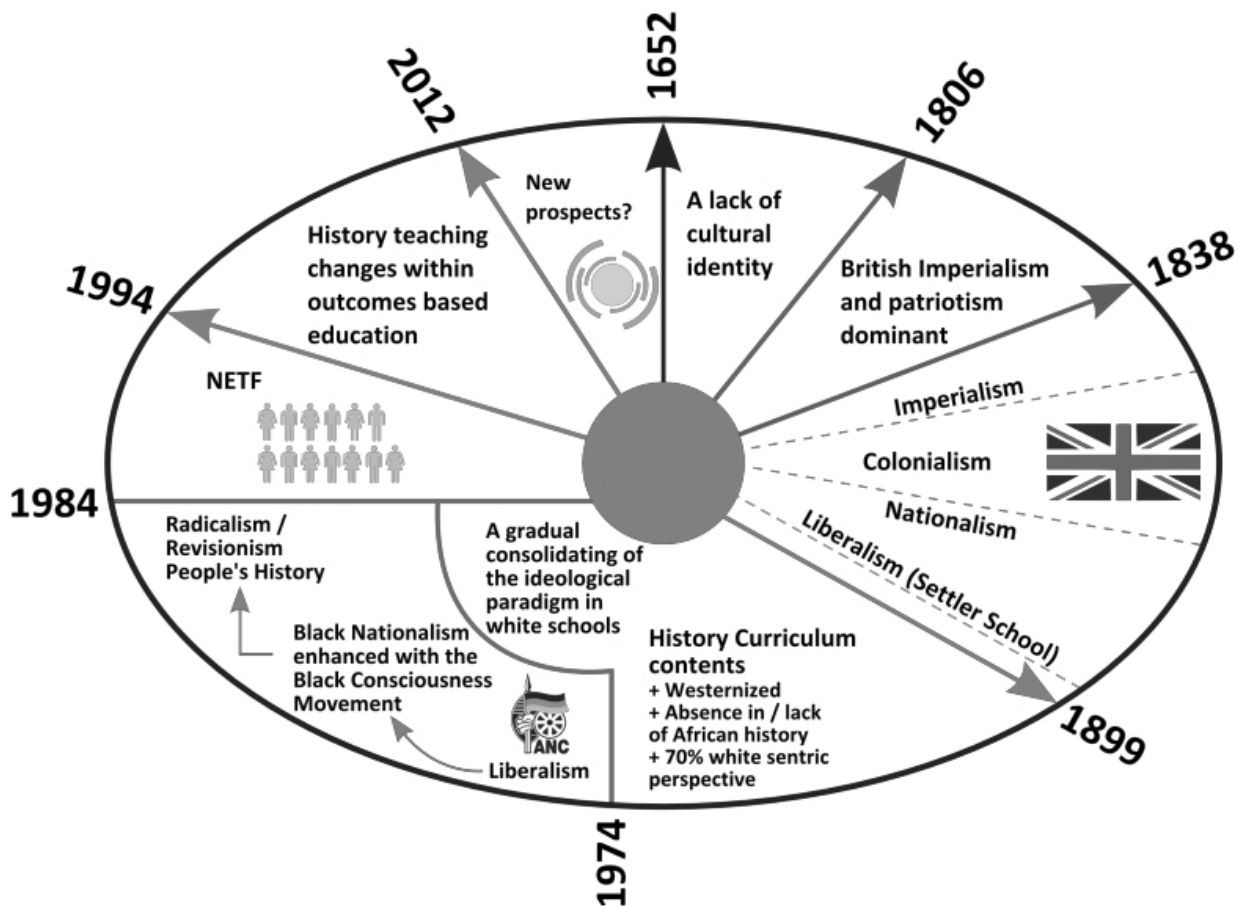 1652
A lack of
cultural
identity
1806
British Imperialism
and patriotism
dominant
1838
Imperialism
Colonialism
Nationalism
Liberalism (Settler School)
1899
History Curriculum
contents
+ Westernized
+ Absence in / lack
of African history
+ 70% white sentric
perspective
1974
A gradual
consolidating of
the ideological
paradigm in
white schools
ANC
Liberalism
Black Nationalism
enhanced with the
Black Consciousness
Movement
Radicalism /
Revisionism
People's History
1984
NETF
1994
History teaching
changes within
outcomes based
education
2012
New
prospects?